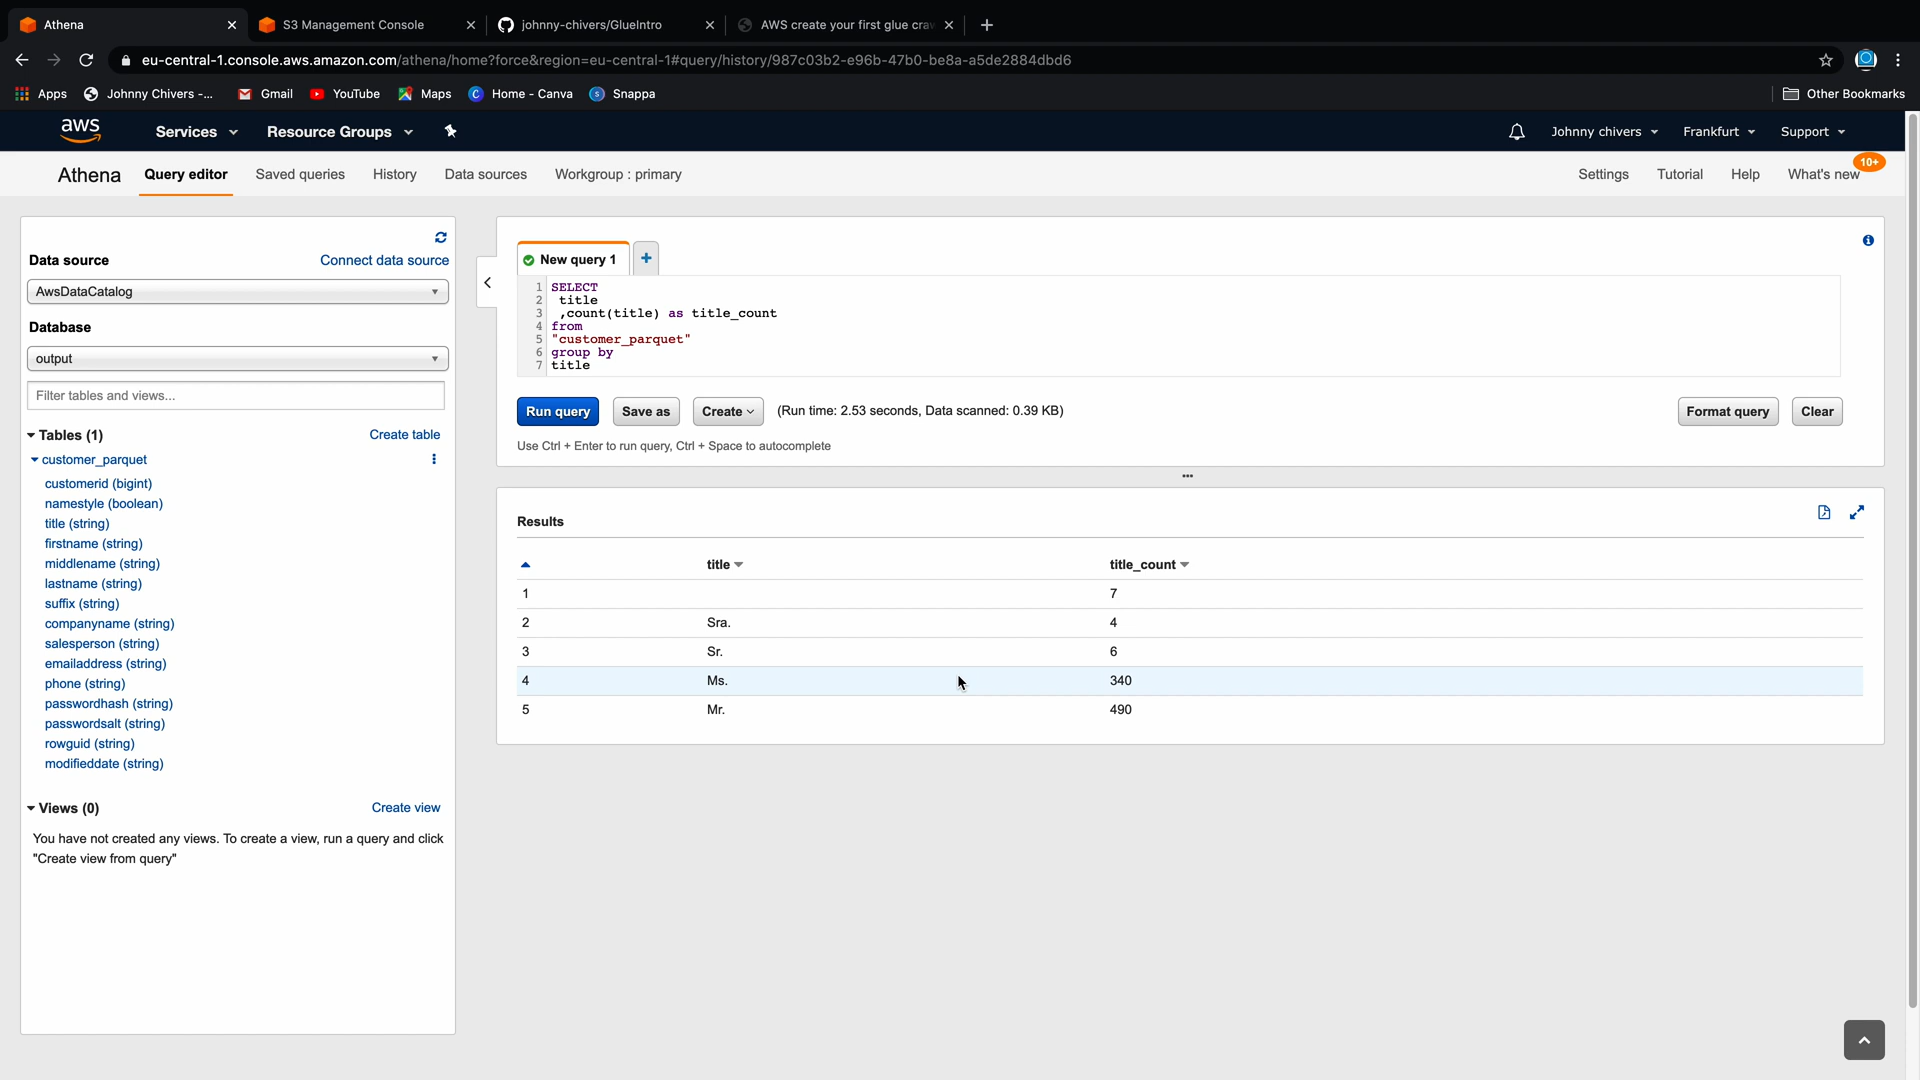 Athena
S3 Management Console
johnny-chivers/GlueIntro
AWS create your first glue cra
eu-central-1.console.aws.amazon.com/athena/home?force&region=eu-central-1#query/history/987c03b2-e96b-47b0-be8a-a5de2884dbd6
Apps
Johnny Chivers -...
Gmail
YouTube
Maps
Home - Canva
Snappa
Other Bookmarks
aws
Services
Resource Groups
Johnny chivers
Frankfurt
Support
Athena
Query editor
Saved queries
History
Data sources
Workgroup : primary
Settings
Tutorial
Help
What's new
10+
Data source
Connect data source
AwsDataCatalog
Database
output
Filter tables and views...
Tables (1)
Create table
customer_parquet
customerid (bigint)
namestyle (boolean)
title (string)
firstname (string)
middlename (string)
lastname (string)
suffix (string)
companyname (string)
salesperson (string)
emailaddress (string)
phone (string)
passwordhash (string)
passwordsalt (string)
rowguid (string)
modifieddate (string)
Views (0)
Create view
You have not created any views. To create a view, run a query and click
"Create view from query"
New query 1
1 SELECT
2 title
3 ,count(title) as title_count
4 from
5 "customer_parquet"
6 group by
7 title
Run query
Save as
Create
(Run time: 2.53 seconds, Data scanned: 0.39 KB)
Format query
Clear
Use Ctrl + Enter to run query, Ctrl + Space to autocomplete
Results
title title_count
1 7
2 Sra. 4
3 Sr. 6
4 Ms. 340
5 Mr. 490